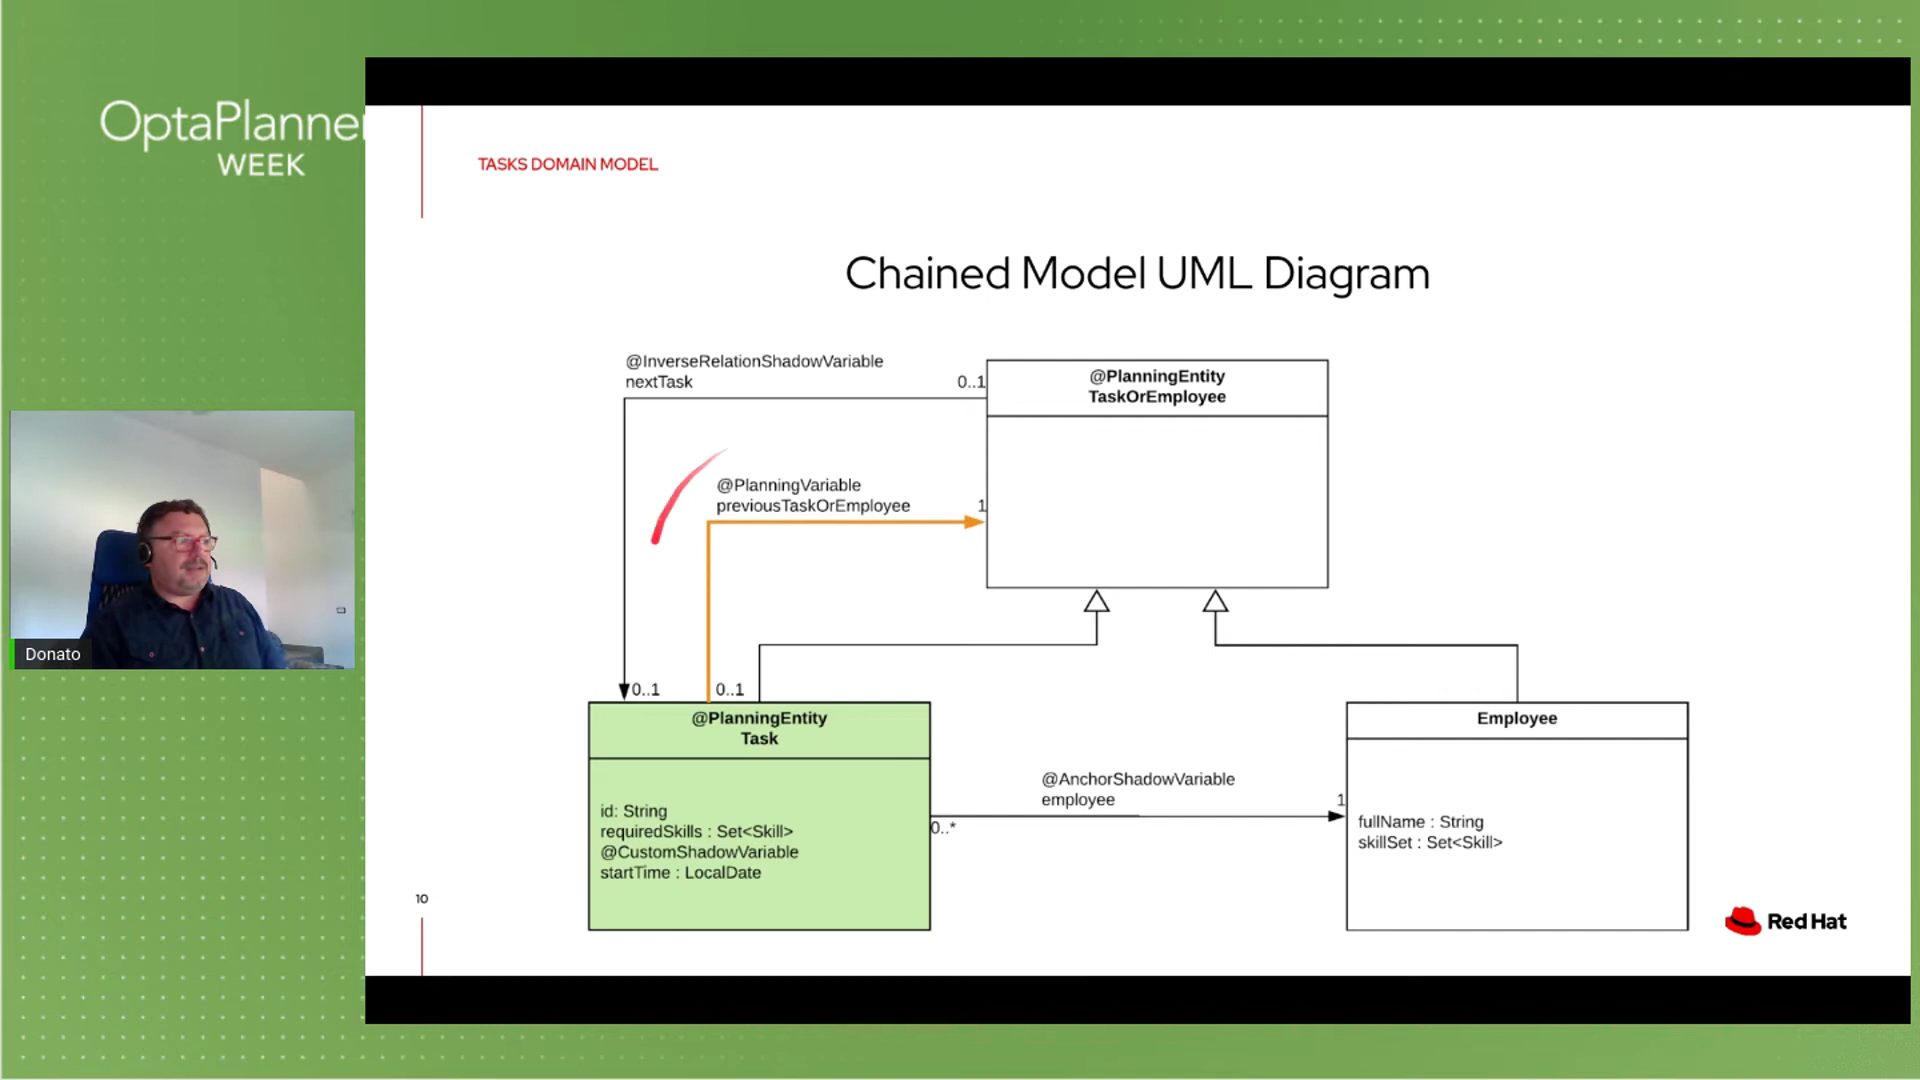 OptaPlanner
WEEK
TASKS DOMAIN MODEL
Chained Model UML Diagram
@InverseRelationShadowVariable
nextTask
0..1
@PlanningEntity
TaskOrEmployee
@PlanningVariable
previousTaskOrEmployee
1
Donato
0..1
0..1
@PlanningEntity
Task
id: String
requiredSkills : Set<Skill>
@CustomShadowVariable
startTime : LocalDate
@AnchorShadowVariable
employee
0..*
1
Employee
fullName : String
skillSet : Set<Skill>
10
Red Hat